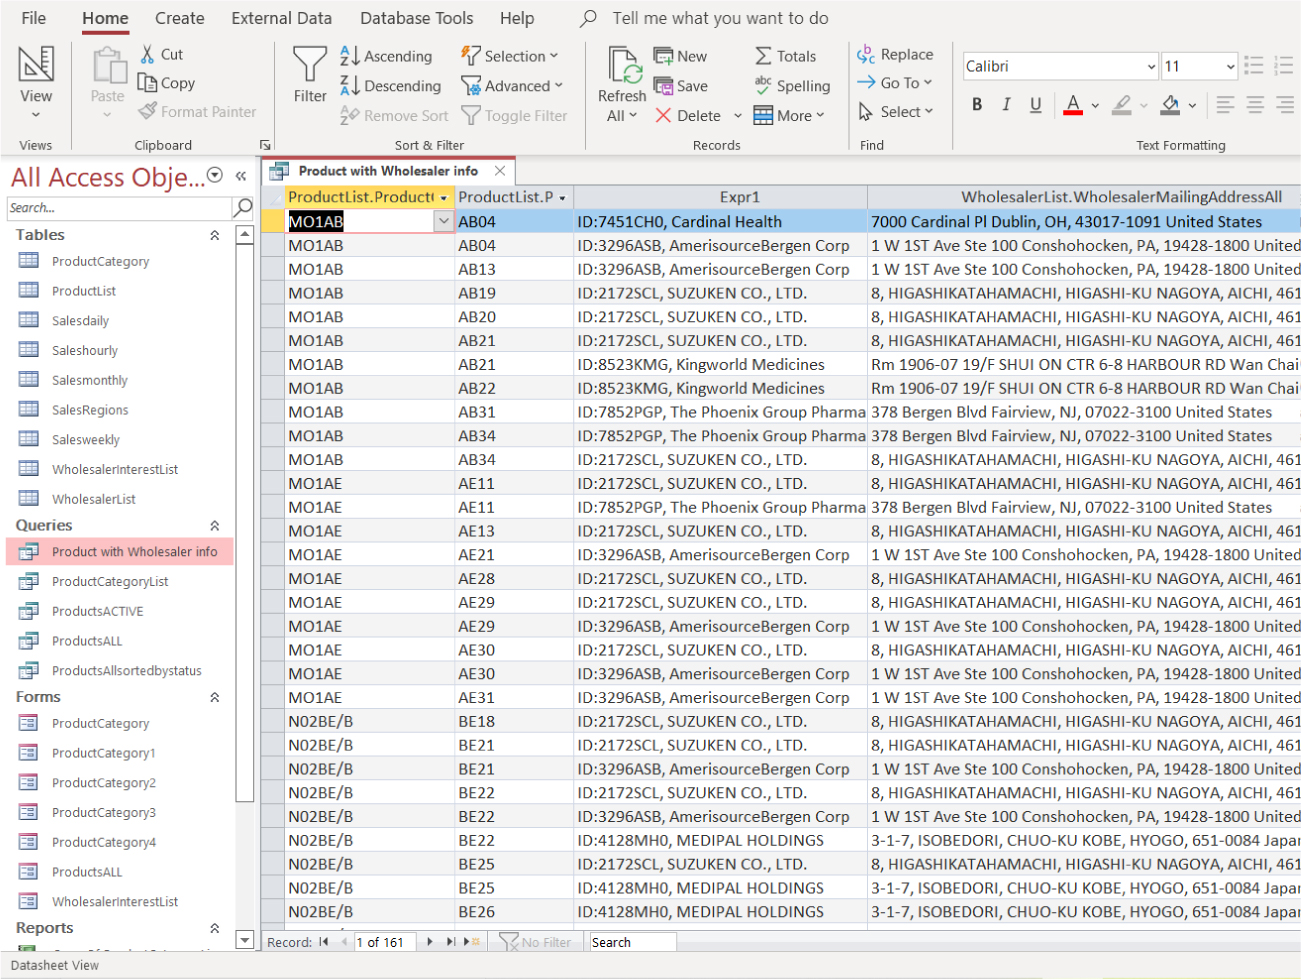 File Home Create External Data Database Tools Help Tell me what you want to do
View
Paste
Cut
Copy
Format Painter
Filter
Ascending
Descending
Remove Sort
Selection
Advanced
Toggle Filter
Refresh
All
New
Save
Delete
Totals
Spelling
More
Replace
Go To
Select
Calibri 11
B I U A
Views Clipboard Sort & Filter Records Find Text Formatting
All Access Obje...
Search...
Tables
ProductCategory
ProductList
Salesdaily
Saleshourly
Salesmonthly
SalesRegions
Salesweekly
WholesalerInterestList
WholesalerList
Queries
Product with Wholesaler info
ProductCategoryList
ProductsACTIVE
ProductsALL
ProductsAllsortedbystatus
Forms
ProductCategory
ProductCategory1
ProductCategory2
ProductCategory3
ProductCategory4
ProductsALL
WholesalerInterestList
Reports
Product with Wholesaler info
ProductList.Product ProductList.P Expr1 WholesalerList.WholesalerMailingAddressAll
MO1AB AB04 ID:7451CH0, Cardinal Health 7000 Cardinal Pl Dublin, OH, 43017-1091 United States
MO1AB AB04 ID:3296ASB, AmerisourceBergen Corp 1 W 1ST Ave Ste 100 Conshohocken, PA, 19428-1800 United
MO1AB AB13 ID:3296ASB, AmerisourceBergen Corp 1 W 1ST Ave Ste 100 Conshohocken, PA, 19428-1800 United
MO1AB AB19 ID:2172SCL, SUZUKEN CO., LTD. 8, HIGASHIKATAHAMACHI, HIGASHI-KU NAGOYA, AICHI, 461
MO1AB AB20 ID:2172SCL, SUZUKEN CO., LTD. 8, HIGASHIKATAHAMACHI, HIGASHI-KU NAGOYA, AICHI, 461
MO1AB AB21 ID:2172SCL, SUZUKEN CO., LTD. 8, HIGASHIKATAHAMACHI, HIGASHI-KU NAGOYA, AICHI, 461
MO1AB AB21 ID:8523KMG, Kingworld Medicines Rm 1906-07 19/F SHUI ON CTR 6-8 HARBOUR RD Wan Chai
MO1AB AB22 ID:8523KMG, Kingworld Medicines Rm 1906-07 19/F SHUI ON CTR 6-8 HARBOUR RD Wan Chai
MO1AB AB31 ID:7852PGP, The Phoenix Group Pharma 378 Bergen Blvd Fairview, NJ, 07022-3100 United States
MO1AB AB34 ID:7852PGP, The Phoenix Group Pharma 378 Bergen Blvd Fairview, NJ, 07022-3100 United States
MO1AB AB34 ID:2172SCL, SUZUKEN CO., LTD. 8, HIGASHIKATAHAMACHI, HIGASHI-KU NAGOYA, AICHI, 461
MO1AE AE11 ID:2172SCL, SUZUKEN CO., LTD. 8, HIGASHIKATAHAMACHI, HIGASHI-KU NAGOYA, AICHI, 461
MO1AE AE11 ID:7852PGP, The Phoenix Group Pharma 378 Bergen Blvd Fairview, NJ, 07022-3100 United States
MO1AE AE13 ID:2172SCL, SUZUKEN CO., LTD. 8, HIGASHIKATAHAMACHI, HIGASHI-KU NAGOYA, AICHI, 461
MO1AE AE21 ID:3296ASB, AmerisourceBergen Corp 1 W 1ST Ave Ste 100 Conshohocken, PA, 19428-1800 United
MO1AE AE28 ID:2172SCL, SUZUKEN CO., LTD. 8, HIGASHIKATAHAMACHI, HIGASHI-KU NAGOYA, AICHI, 461
MO1AE AE29 ID:2172SCL, SUZUKEN CO., LTD. 8, HIGASHIKATAHAMACHI, HIGASHI-KU NAGOYA, AICHI, 461
MO1AE AE29 ID:3296ASB, AmerisourceBergen Corp 1 W 1ST Ave Ste 100 Conshohocken, PA, 19428-1800 United
MO1AE AE30 ID:2172SCL, SUZUKEN CO., LTD. 8, HIGASHIKATAHAMACHI, HIGASHI-KU NAGOYA, AICHI, 461
MO1AE AE30 ID:3296ASB, AmerisourceBergen Corp 1 W 1ST Ave Ste 100 Conshohocken, PA, 19428-1800 United
MO1AE AE31 ID:3296ASB, AmerisourceBergen Corp 1 W 1ST Ave Ste 100 Conshohocken, PA, 19428-1800 United
N02BE/B BE18 ID:2172SCL, SUZUKEN CO., LTD. 8, HIGASHIKATAHAMACHI, HIGASHI-KU NAGOYA, AICHI, 461
N02BE/B BE21 ID:2172SCL, SUZUKEN CO., LTD. 8, HIGASHIKATAHAMACHI, HIGASHI-KU NAGOYA, AICHI, 461
N02BE/B BE21 ID:3296ASB, AmerisourceBergen Corp 1 W 1ST Ave Ste 100 Conshohocken, PA, 19428-1800 United
N02BE/B BE22 ID:2172SCL, SUZUKEN CO., LTD. 8, HIGASHIKATAHAMACHI, HIGASHI-KU NAGOYA, AICHI, 461
N02BE/B BE22 ID:3296ASB, AmerisourceBergen Corp 1 W 1ST Ave Ste 100 Conshohocken, PA, 19428-1800 United
N02BE/B BE22 ID:4128MH0, MEDIPAL HOLDINGS 3-1-7, ISOBEDORI, CHUO-KU KOBE, HYOGO, 651-0084 Japan
N02BE/B BE25 ID:2172SCL, SUZUKEN CO., LTD. 8, HIGASHIKATAHAMACHI, HIGASHI-KU NAGOYA, AICHI, 461
N02BE/B BE25 ID:4128MH0, MEDIPAL HOLDINGS 3-1-7, ISOBEDORI, CHUO-KU KOBE, HYOGO, 651-0084 Japan
N02BE/B BE26 ID:4128MH0, MEDIPAL HOLDINGS 3-1-7, ISOBEDORI, CHUO-KU KOBE, HYOGO, 651-0084 Japan
Record: 1 of 161 No Filter Search
Datasheet View